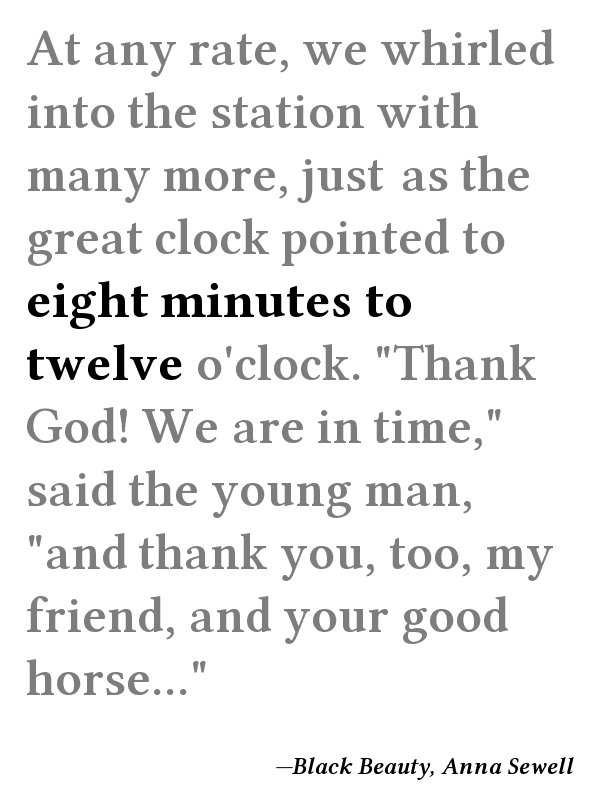 At any rate, we whirled
into the station with
many more, just as the
great clock pointed to
eight minutes to
twelve o'clock. "Thank
God! We are in time,"
said the young man,
"and thank you, too, my
friend, and your good
horse..."
—Black Beauty, Anna Sewell